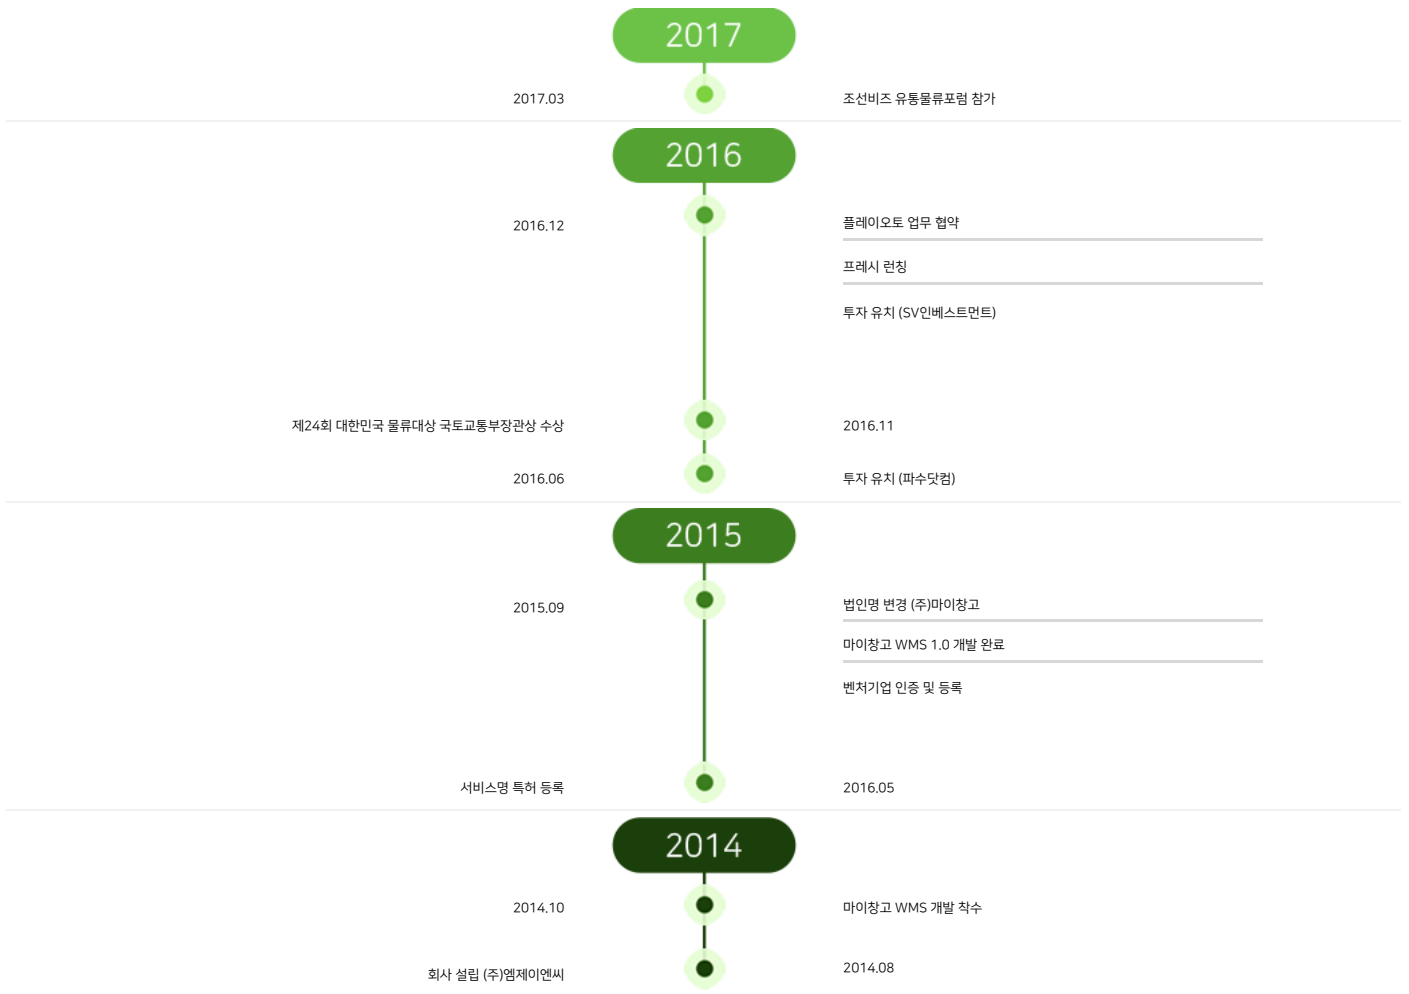 2017
2017.03
조선비즈 유통물류포럼 참가
2016
2016.12
플레이오토 업무 협약
프레시 런칭
투자 유치 (SV인베스트먼트)
제24회 대한민국 물류대상 국토교통부장관상 수상
2016.11
2016.06
투자 유치 (파수닷컴)
2015
2015.09
법인명 변경 (주)마이창고
마이창고 WMS 1.0 개발 완료
벤처기업 인증 및 등록
서비스명 특허 등록
2016.05
2014
2014.10
마이창고 WMS 개발 착수
회사 설립 (주)엠제이엔씨
2014.08